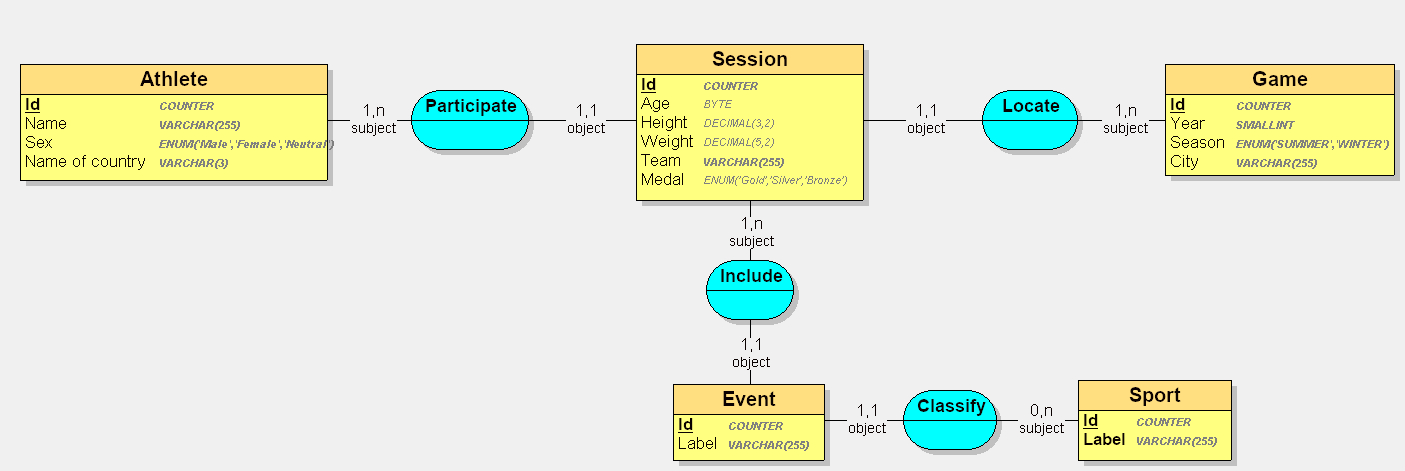 Athlete
Id COUNTER
Name VARCHAR(255)
Sex ENUM('Male','Female','Neutral')
Name of country VARCHAR(3)
1,n
subject
Participate
1,1
object
Session
Id COUNTER
Age BYTE
Height DECIMAL(3,2)
Weight DECIMAL(5,2)
Team VARCHAR(255)
Medal ENUM('Gold','Silver','Bronze')
1,1
object
Locate
1,n
subject
Game
Id COUNTER
Year SMALLINT
Season ENUM('SUMMER','WINTER')
City VARCHAR(255)
1,n
subject
Include
1,1
object
Event
Id COUNTER
Label VARCHAR(255)
1,1
object
Classify
0,n
subject
Sport
Id COUNTER
Label VARCHAR(255)